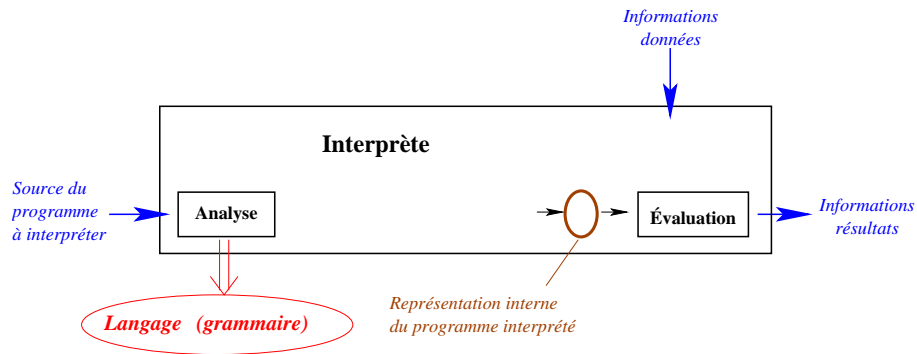 Informations
données
Interprète
Source du
programme
à interpréter
Analyse
Évaluation
Informations
résultats
Représentation interne
du programme interprété
Langage (grammaire)